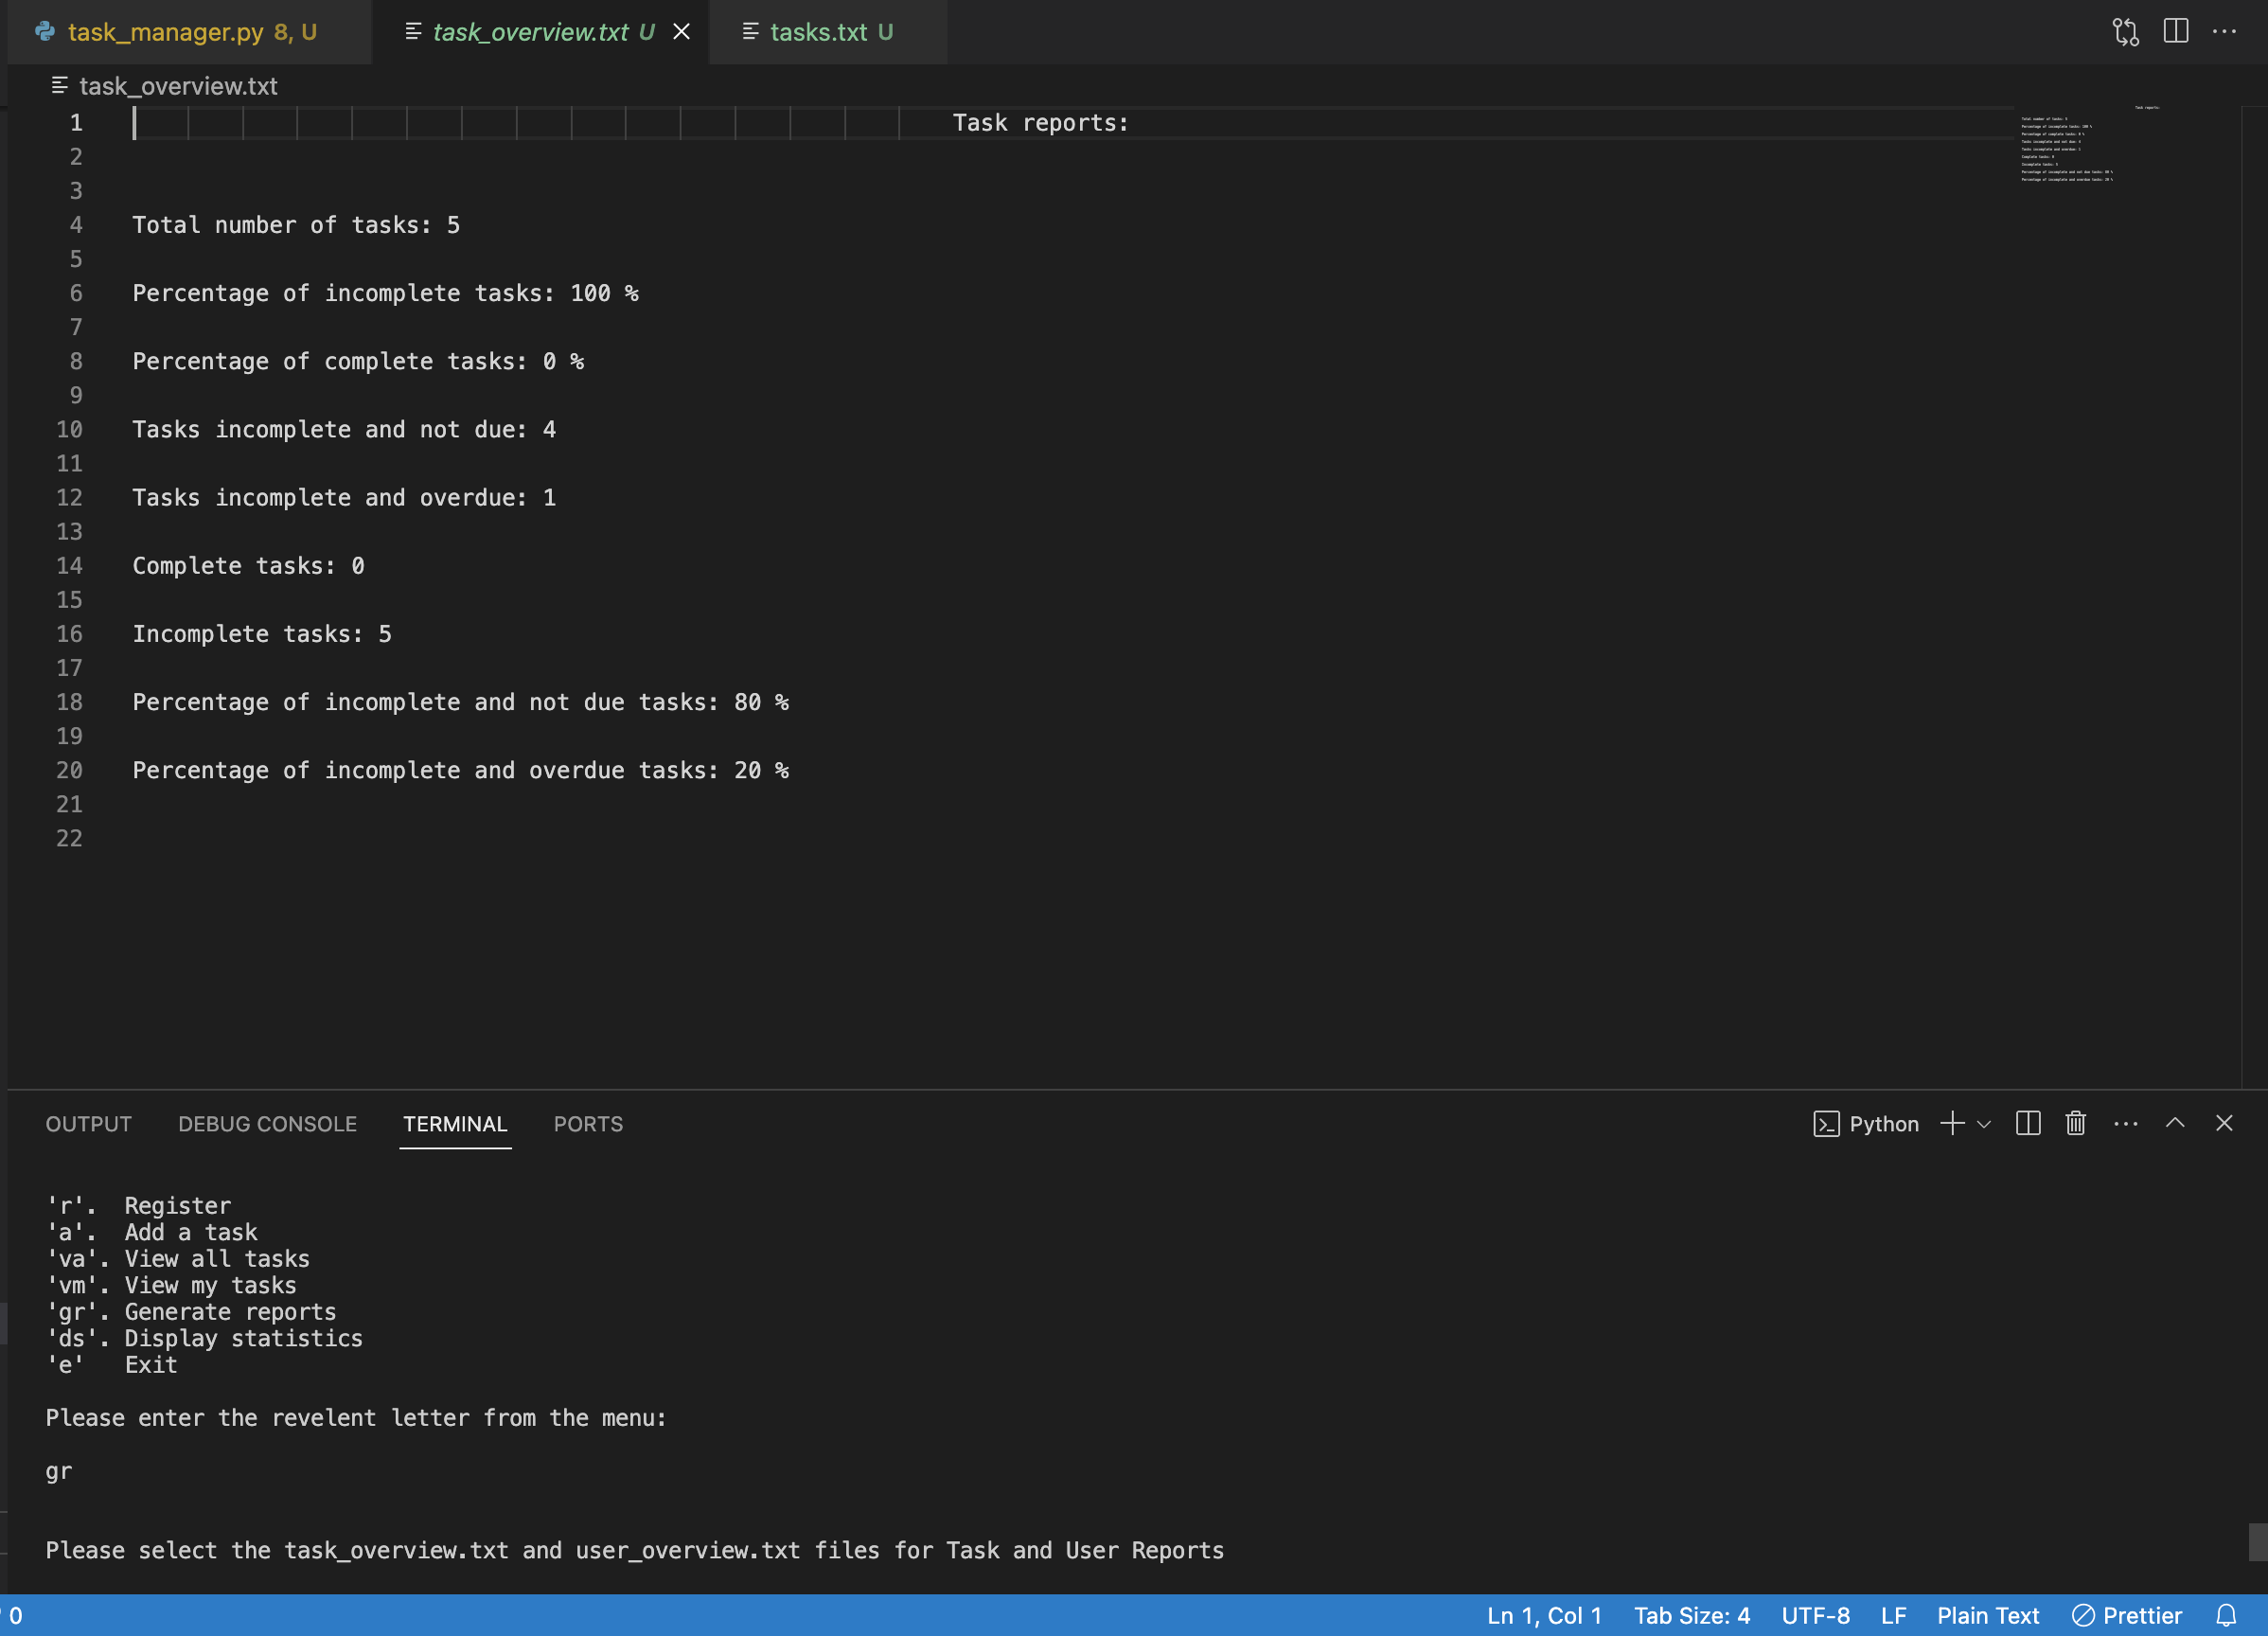 task_manager.py 8, U
task_overview.txt U
tasks.txt U
task_overview.txt
1 Task reports:
2
3
4 Total number of tasks: 5
5
6 Percentage of incomplete tasks: 100 %
7
8 Percentage of complete tasks: 0 %
9
10 Tasks incomplete and not due: 4
11
12 Tasks incomplete and overdue: 1
13
14 Complete tasks: 0
15
16 Incomplete tasks: 5
17
18 Percentage of incomplete and not due tasks: 80 %
19
20 Percentage of incomplete and overdue tasks: 20 %
21
22
OUTPUT DEBUG CONSOLE TERMINAL PORTS Python
'r'. Register
'a'. Add a task
'va'. View all tasks
'vm'. View my tasks
'gr'. Generate reports
'ds'. Display statistics
'e' Exit
Please enter the revelent letter from the menu:
gr
Please select the task_overview.txt and user_overview.txt files for Task and User Reports
0 Ln 1, Col 1 Tab Size: 4 UTF-8 LF Plain Text Prettier